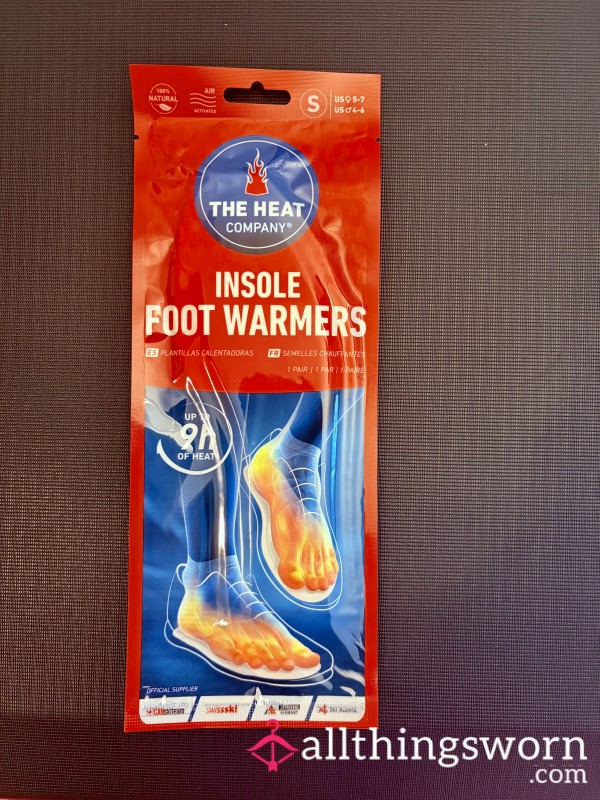 100%
NATURAL
AIR
ACTIVATED
S
US♀5-7
US♂4-6
THE HEAT
COMPANY®
INSOLE
FOOT WARMERS
ES PLANTILLAS CALENTADORAS FR SEMELLES CHAUFFANTES
1 PAIR | 1 PAR | 1 PAIRE
UP TO
9h
OF HEAT
OFFICIAL SUPPLIER
swissski
GERMANY
Ski Austria
allthingsworn
.com